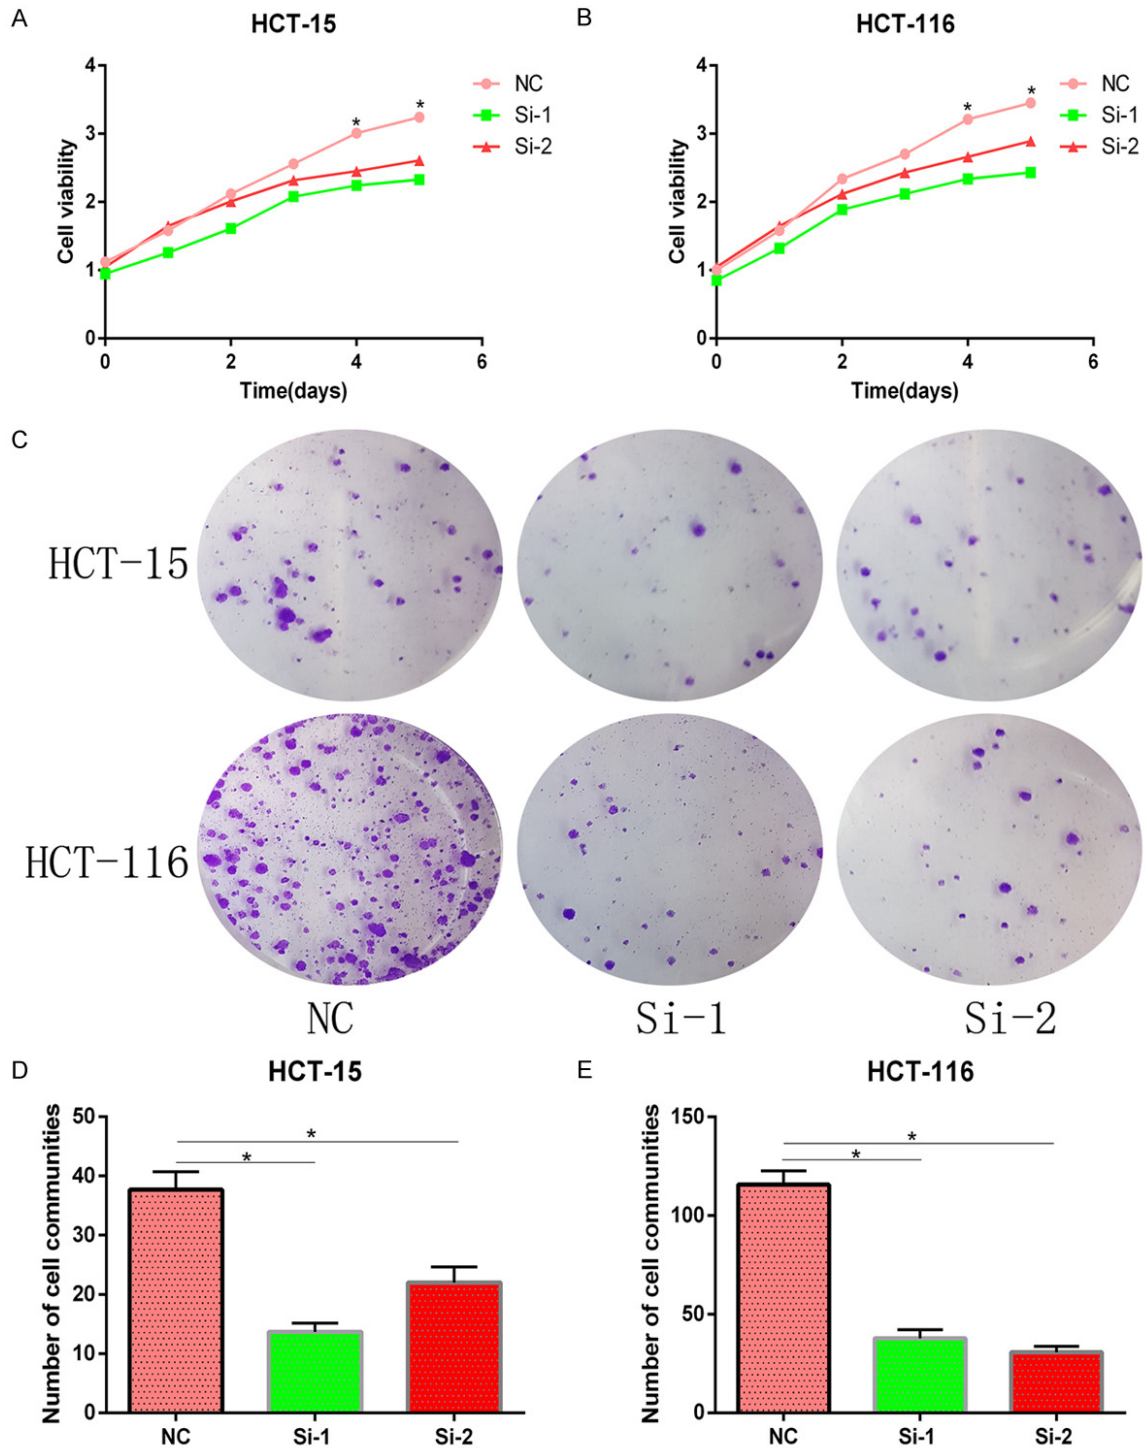 A
HCT-15
4
3
2
1
0
Cell viability
0 2 4 6
Time(days)
* *
NC
Si-1
Si-2
B
HCT-116
4
3
2
1
0
Cell viability
0 2 4 6
Time(days)
* *
NC
Si-1
Si-2
C
HCT-15
HCT-116
NC Si-1 Si-2
D
HCT-15
50
40
30
20
10
0
Number of cell communities
*
*
NC Si-1 Si-2
E
HCT-116
150
100
50
0
Number of cell communities
*
*
NC Si-1 Si-2